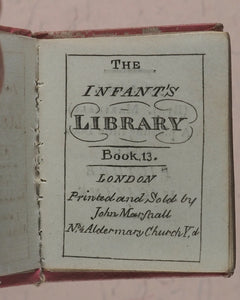 THE
INFANT'S
LIBRARY
Book.13.
LONDON
Printed and Sold by
John Marshall
No. 4 Aldermary Church Y.d